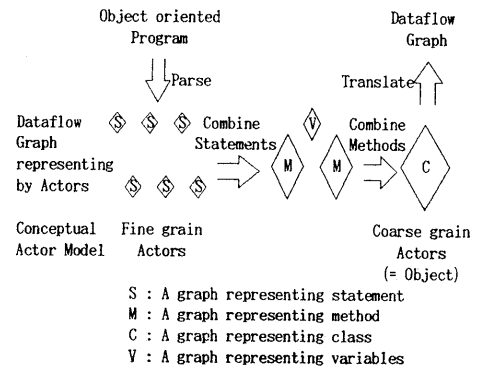 Object oriented
Program
Dataflow
Graph
Parse
Translate
Dataflow
Graph
representing
by Actors
S S S
Combine
Statements
V
Combine
Methods
M M
C
S S S
Conceptual
Actor Model
Fine grain
Actors
Coarse grain
Actors
(= Object)
S : A graph representing statement
M : A graph representing method
C : A graph representing class
V : A graph representing variables